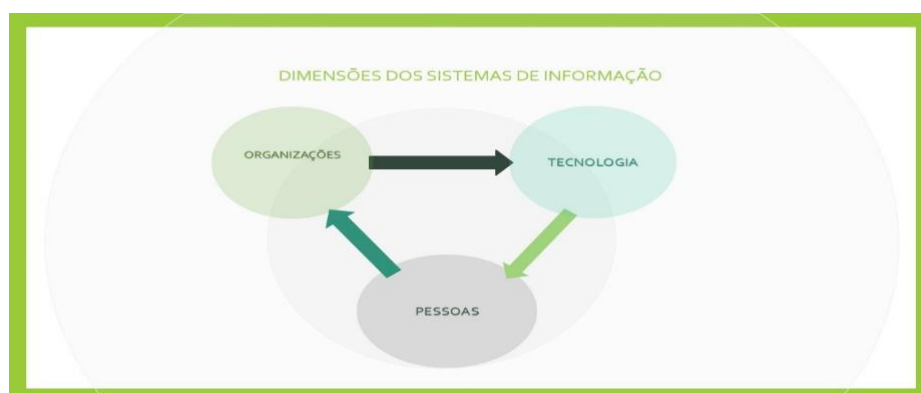 DIMENSÕES DOS SISTEMAS DE INFORMAÇÃO
ORGANIZAÇÕES
TECNOLOGIA
PESSOAS